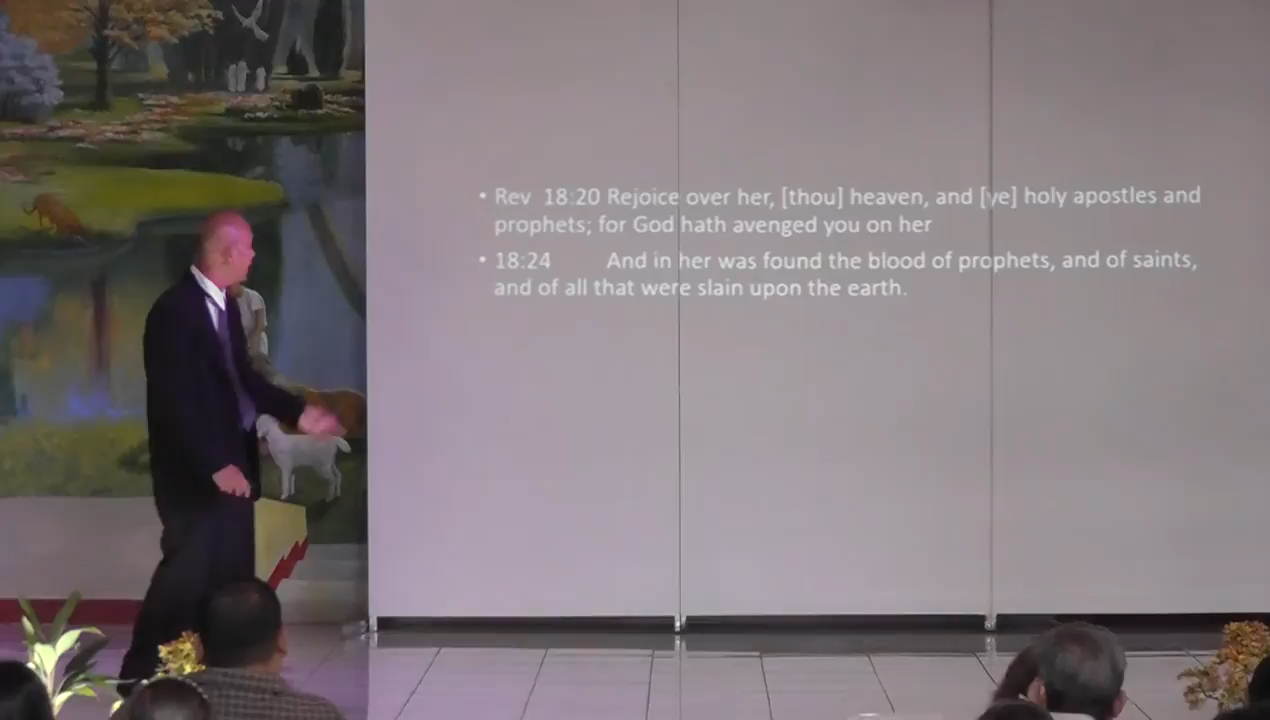 • Rev 18:20 Rejoice over her, [thou] heaven, and [ye] holy apostles and
prophets; for God hath avenged you on her
• 18:24 And in her was found the blood of prophets, and of saints,
and of all that were slain upon the earth.